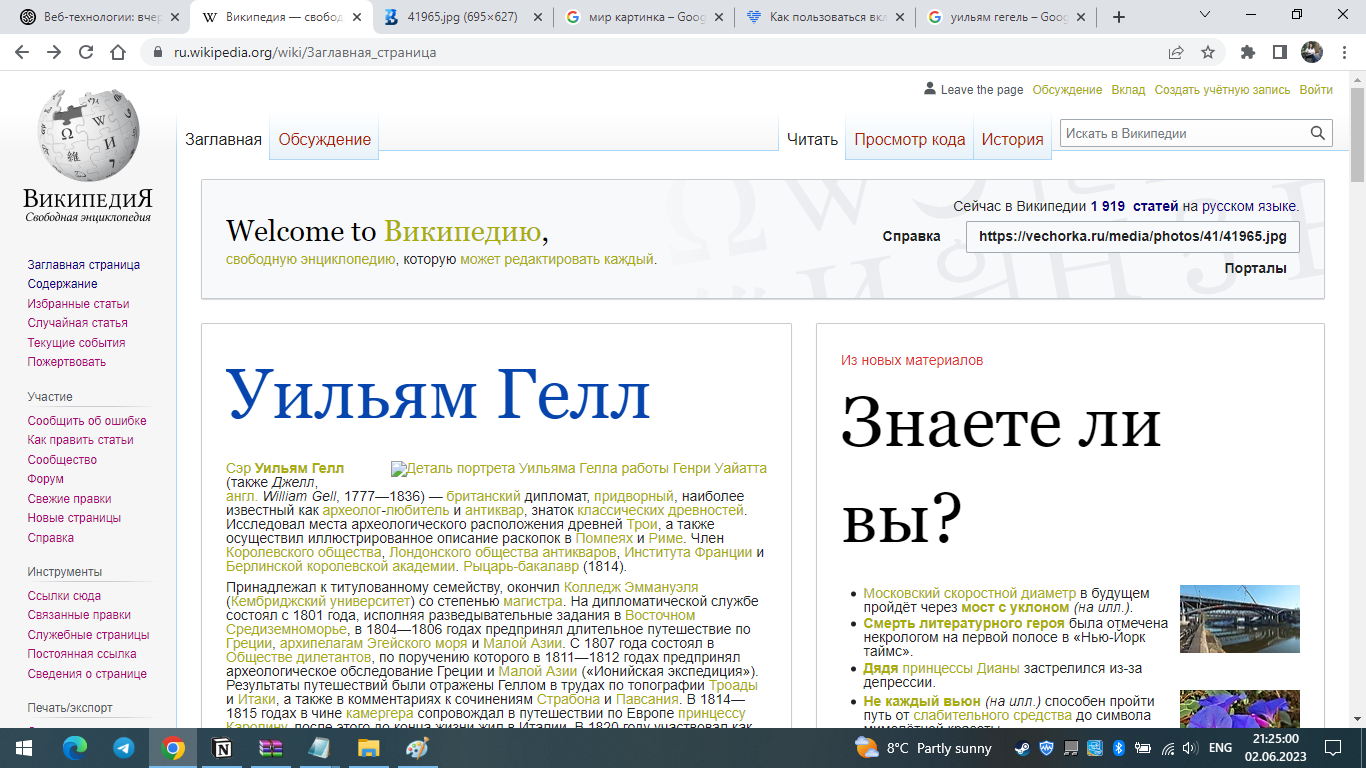 Веб-технологии: вчер
Википедия — свобод
41965.jpg (695×627)
мир картинка – Goog
Как пользоваться вкл
уильям гегель – Goog
ru.wikipedia.org/wiki/Заглавная_страница
Leave the page Обсуждение Вклад Создать учётную запись Войти
Заглавная Обсуждение Читать Просмотр кода История Искать в Википедии
ВикипедиЯ
Свободная энциклопедия
Заглавная страница
Содержание
Избранные статьи
Случайная статья
Текущие события
Пожертвовать
Участие
Сообщить об ошибке
Как править статьи
Сообщество
Форум
Свежие правки
Новые страницы
Справка
Инструменты
Ссылки сюда
Связанные правки
Служебные страницы
Постоянная ссылка
Сведения о странице
Печать/экспорт
Welcome to Википедию,
свободную энциклопедию, которую может редактировать каждый.
Сейчас в Википедии 1 919 статей на русском языке.
Справка https://vechorka.ru/media/photos/41/41965.jpg
Порталы
Уильям Гелл
Сэр Уильям Гелл
Деталь портрета Уильяма Гелла работы Генри Уайатта
(также Джелл,
англ. William Gell, 1777—1836) — британский дипломат, придворный, наиболее
известный как археолог-любитель и антиквар, знаток классических древностей.
Исследовал места археологического расположения древней Трои, а также
осуществил иллюстрированное описание раскопок в Помпеях и Риме. Член
Королевского общества, Лондонского общества антикваров, Института Франции и
Берлинской королевской академии. Рыцарь-бакалавр (1814).
Принадлежал к титулованному семейству, окончил Колледж Эммануэля
(Кембриджский университет) со степенью магистра. На дипломатической службе
состоял с 1801 года, исполняя разведывательные задания в Восточном
Средиземноморье, в 1804—1806 годах предпринял длительное путешествие по
Греции, архипелагам Эгейского моря и Малой Азии. С 1807 года состоял в
Обществе дилетантов, по поручению которого в 1811—1812 годах предпринял
археологическое обследование Греции и Малой Азии («Ионийская экспедиция»).
Результаты путешествий были отражены Геллом в трудах по топографии Троады
и Итаки, а также в комментариях к сочинениям Страбона и Павсания. В 1814—
1815 годах в чине камергера сопровождал в путешествии по Европе принцессу
Каролину, после этого до конца жизни жил в Италии. В 1820 году участвовал как
Из новых материалов
Знаете ли
вы?
Московский скоростной диаметр в будущем
пройдёт через мост с уклоном (на илл.).
Смерть литературного героя была отмечена
некрологом на первой полосе в «Нью-Йорк
таймс».
Дядя принцессы Дианы застрелился из-за
депрессии.
Не каждый вьюн (на илл.) способен пройти
путь от слабительного средства до символа
8°C Partly sunny
ENG
21:25:00
02.06.2023